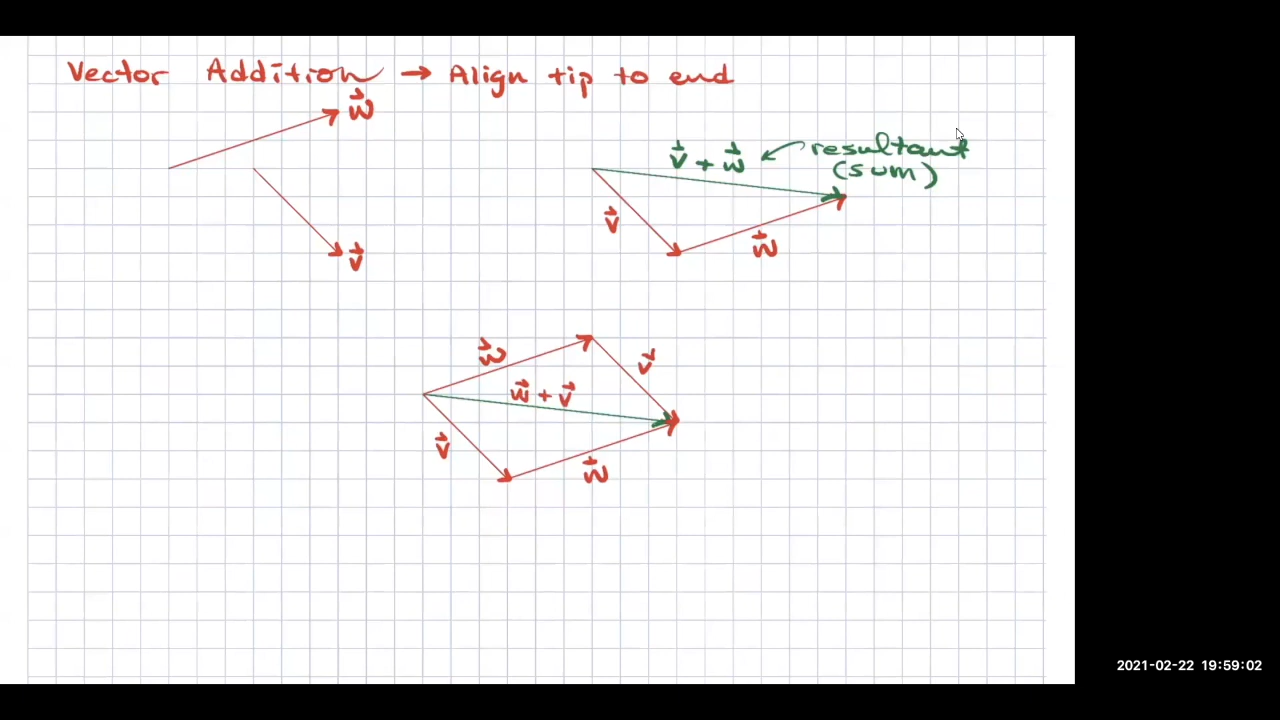 Vector Addition → Align tip to end
w⃗
v⃗
v⃗ + w⃗ resultant
(sum)
v⃗
w⃗
w⃗
v⃗
w⃗ + v⃗
v⃗
w⃗
2021-02-22 19:59:02